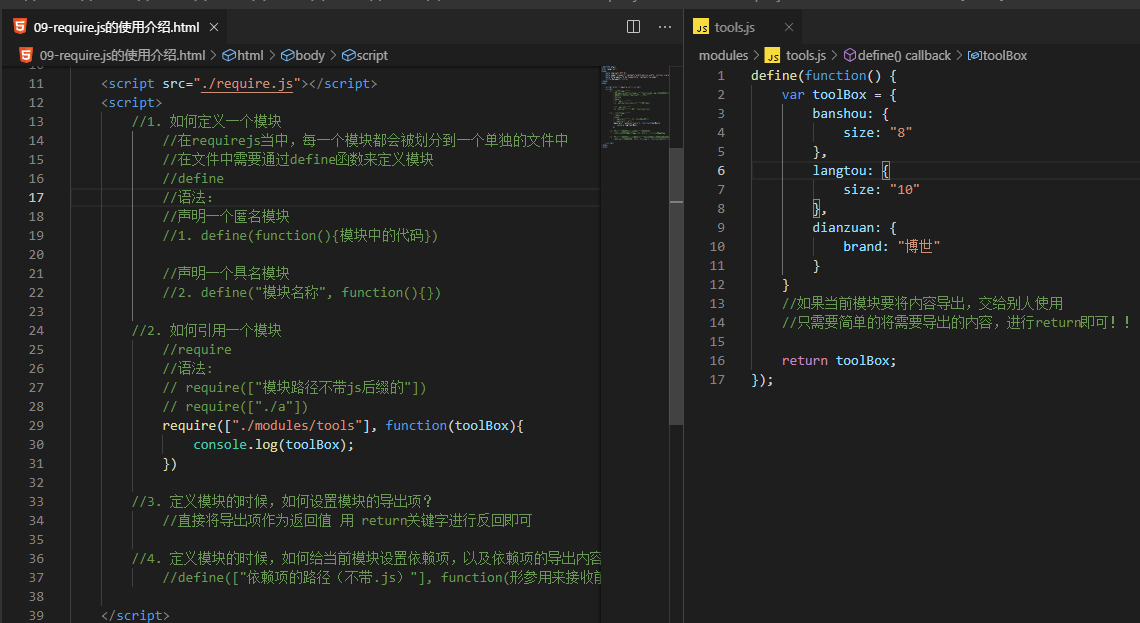 09-require.js的使用介绍.html ×
09-require.js的使用介绍.html > html > body > script
11 <script src="./require.js"></script>
12 <script>
13 //1. 如何定义一个模块
14 //在requirejs当中，每一个模块都会被划分到一个单独的文件中
15 //在文件中需要通过define函数来定义模块
16 //define
17 //语法:
18 //声明一个匿名模块
19 //1. define(function(){模块中的代码})
20
21 //声明一个具名模块
22 //2. define("模块名称", function(){})
23
24 //2. 如何引用一个模块
25 //require
26 //语法:
27 // require(["模块路径不带js后缀的"])
28 // require(["./a"])
29 require(["./modules/tools"], function(toolBox){
30 console.log(toolBox);
31 })
32
33 //3. 定义模块的时候，如何设置模块的导出项？
34 //直接将导出项作为返回值 用 return关键字进行反回即可
35
36 //4. 定义模块的时候，如何给当前模块设置依赖项，以及依赖项的导出内容
37 //define(["依赖项的路径（不带.js）"], function(形参用来接收
38
39 </script>
JS tools.js ×
modules > JS tools.js > define() callback > toolBox
1 define(function() {
2 var toolBox = {
3 banshou: {
4 size: "8"
5 },
6 langtou: {
7 size: "10"
8 },
9 dianzuan: {
10 brand: "博世"
11 }
12 }
13 //如果当前模块要将内容导出，交给别人使用
14 //只需要简单的将需要导出的内容，进行return即可！！
15
16 return toolBox;
17 });